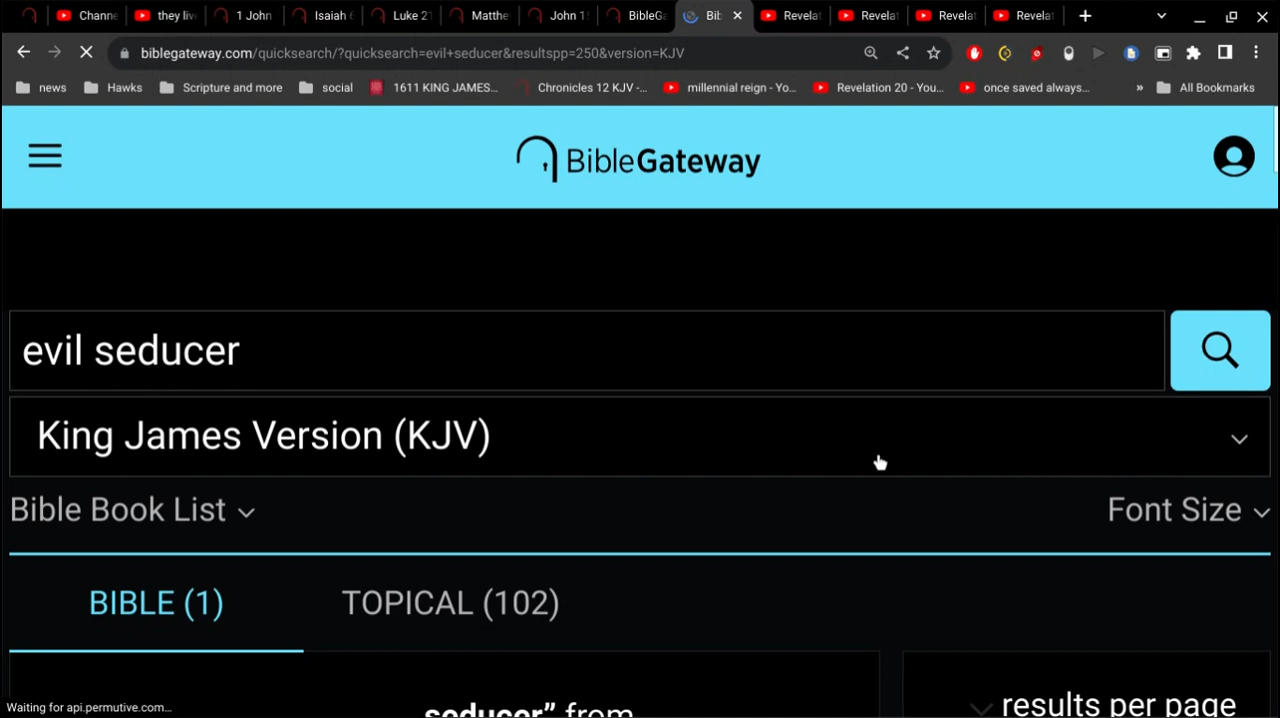 Channe
they live
1 John
Isaiah 6
Luke 21
Matthe
John 1
BibleGa
Bib
Revelat
Revelat
Revelat
Revelat
biblegateway.com/quicksearch/?quicksearch=evil+seducer&resultspp=250&version=KJV
news
Hawks
Scripture and more
social
1611 KING JAMES...
Chronicles 12 KJV -...
millennial reign - Yo...
Revelation 20 - You...
once saved always...
»
All Bookmarks
BibleGateway
evil seducer
King James Version (KJV)
Bible Book List
Font Size
BIBLE (1)
TOPICAL (102)
seducer” from
results per page
Waiting for api.permutive.com...